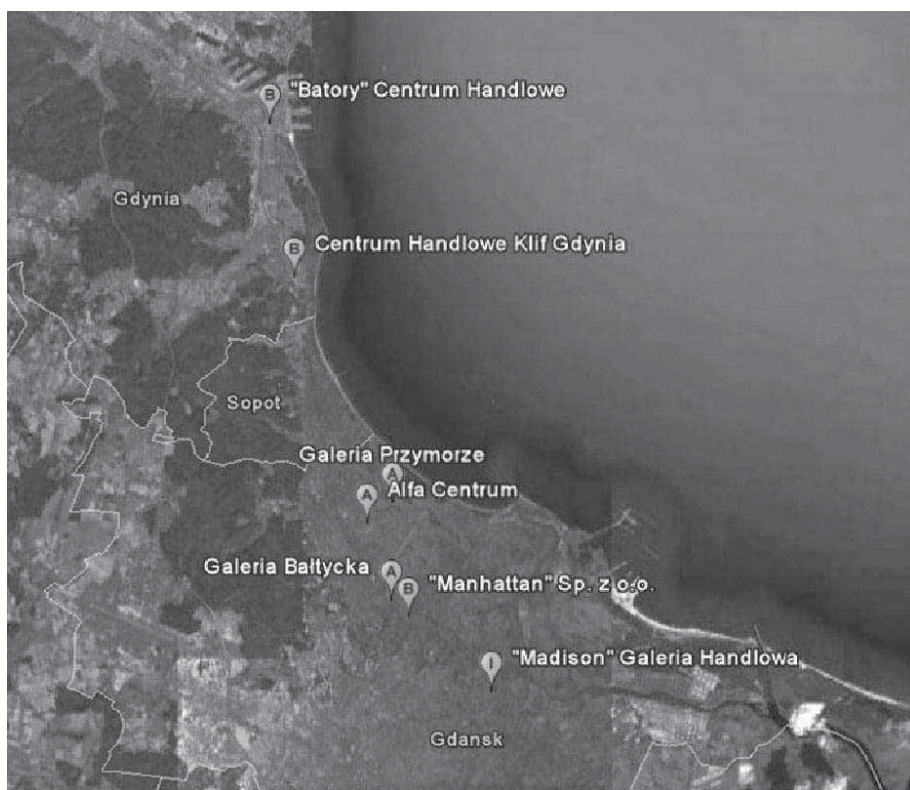 B "Batory" Centrum Handlowe
Gdynia
B Centrum Handlowe Klif Gdynia
Sopot
Galeria Przymorze
A
A Alfa Centrum
Galeria Bałtycka A
B "Manhattan" Sp. z o.o.
I "Madison" Galeria Handlowa
Gdansk